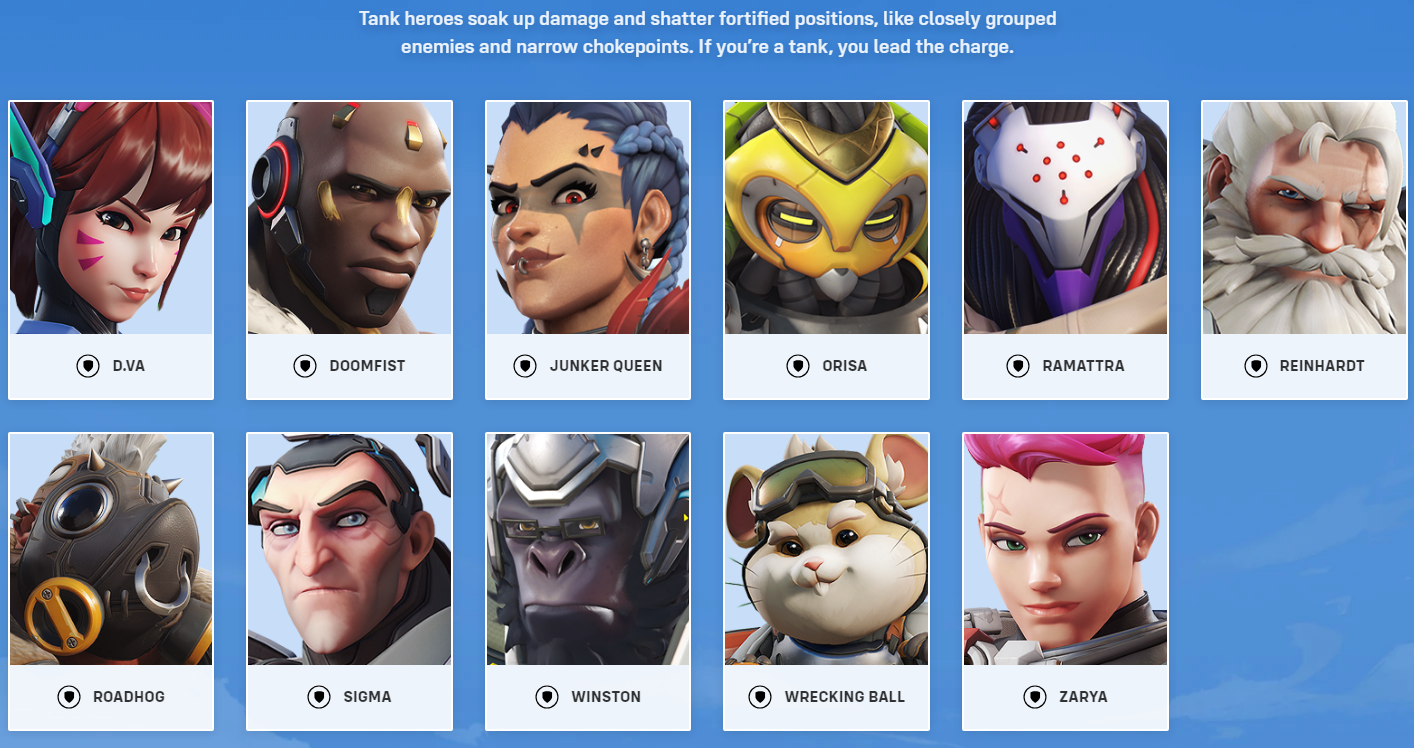 Tank heroes soak up damage and shatter fortified positions, like closely grouped
enemies and narrow chokepoints. If you’re a tank, you lead the charge.
D.VA
DOOMFIST
JUNKER QUEEN
ORISA
RAMATTRA
REINHARDT
ROADHOG
SIGMA
WINSTON
WRECKING BALL
ZARYA